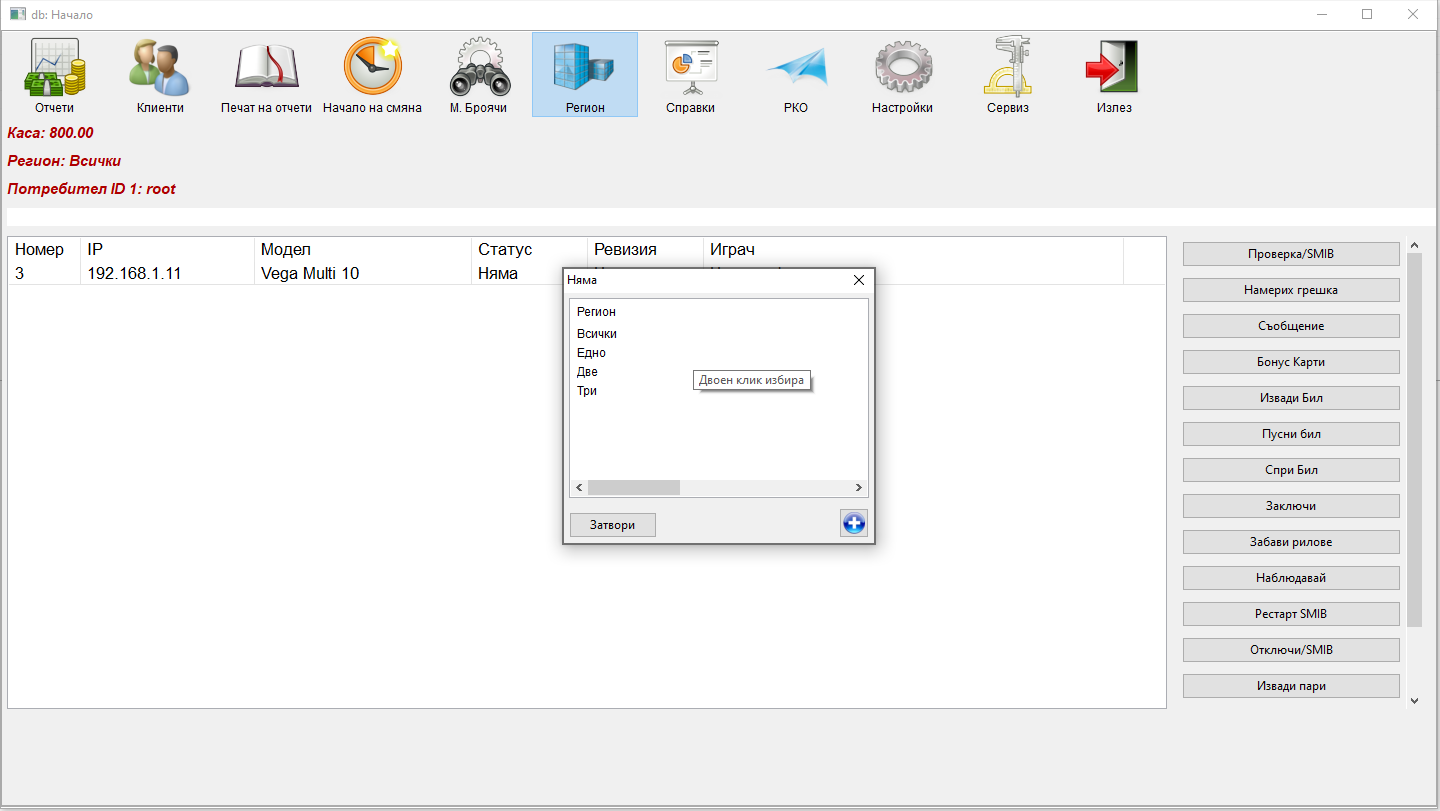 db: Начало
Отчети
Клиенти
Печат на отчети
Начало на смяна
М. Броячи
Регион
Справки
РКО
Настройки
Сервиз
Излез
Каса: 800.00
Регион: Всички
Потребител ID 1: root
Номер IP Модел Статус Ревизия Играч
3 192.168.1.11 Vega Multi 10 Няма
Няма
Регион
Всички
Едно
Две
Три
Двоен клик избира
Затвори
Проверка/SMIB
Намерих грешка
Съобщение
Бонус Карти
Извади Бил
Пусни бил
Спри Бил
Заключи
Забави рилове
Наблюдавай
Рестарт SMIB
Отключи/SMIB
Извади пари